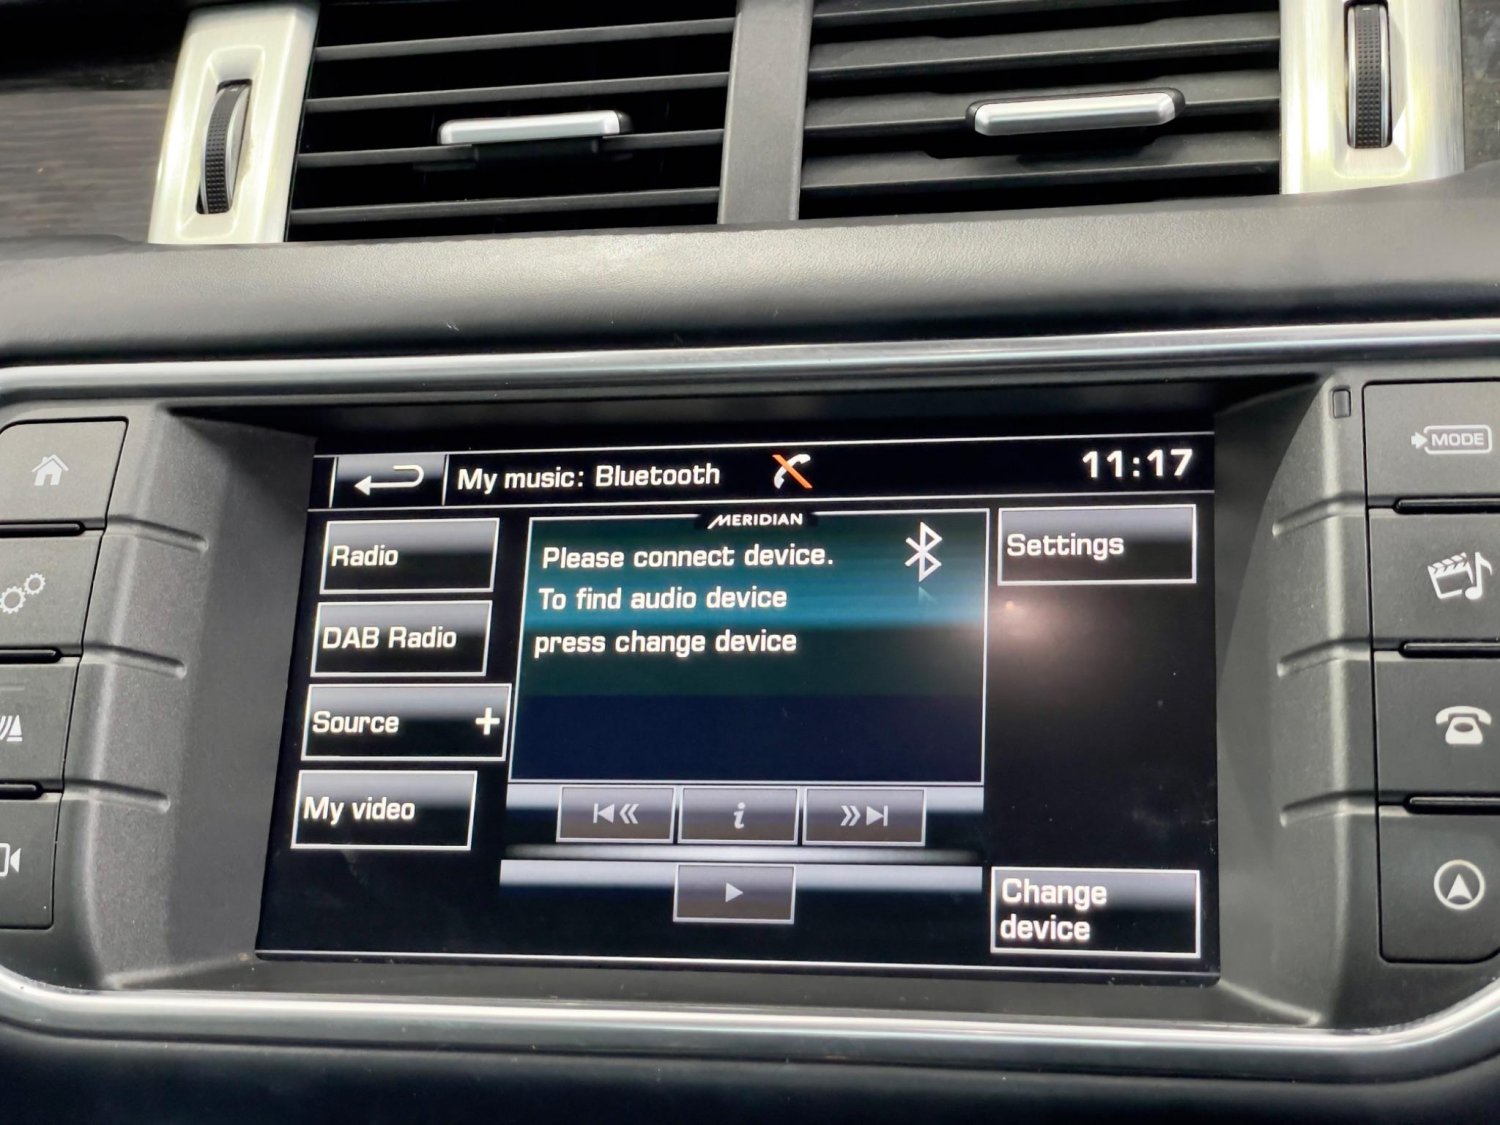 My music: Bluetooth
11:17
MODE
MERIDIAN
Radio
Please connect device.
Settings
To find audio device
DAB Radio
press change device
Source +
My video
i
Change
device